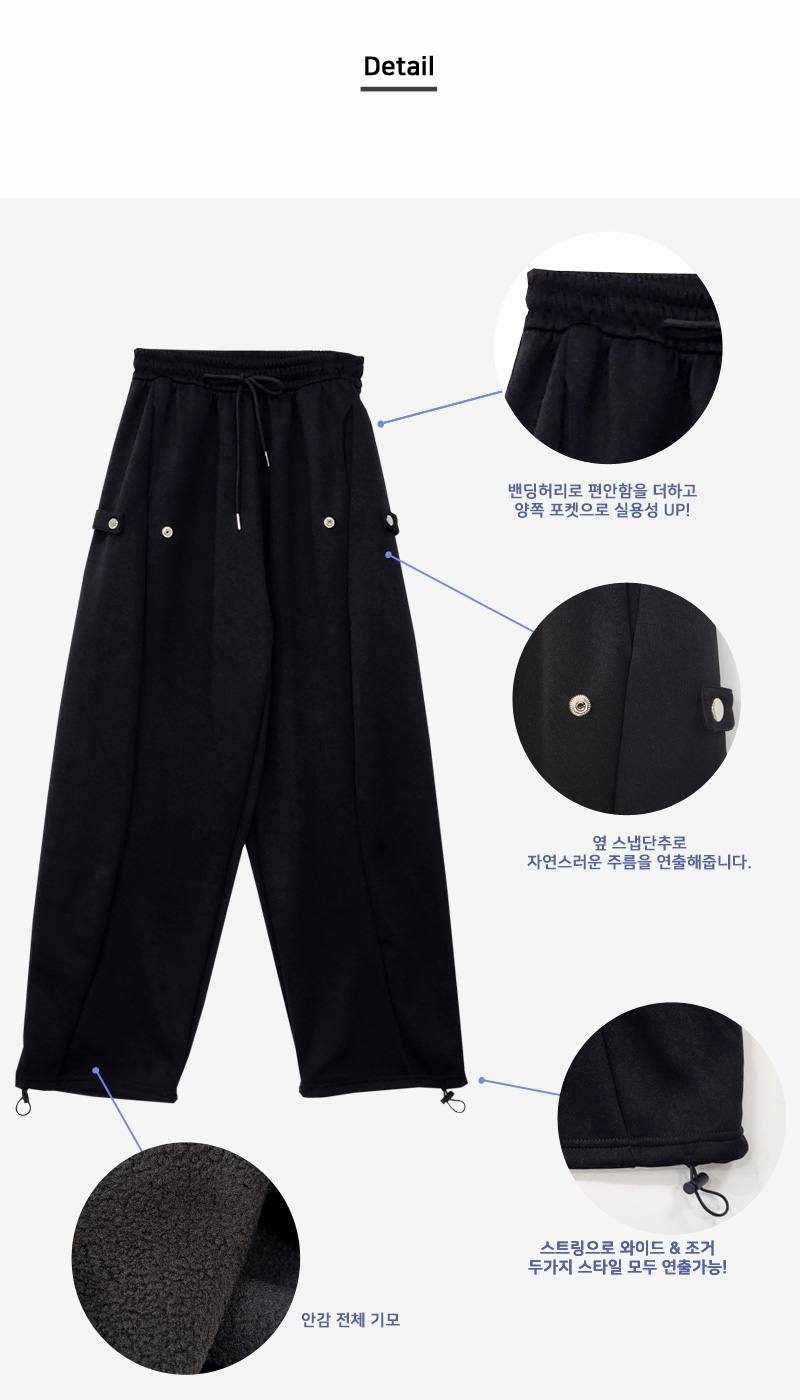 Detail
밴딩허리로 편안함을 더하고
양쪽 포켓으로 실용성 UP!
옆 스냅단추로
자연스러운 주름을 연출해줍니다.
스트링으로 와이드 & 조거
두가지 스타일 모두 연출가능!
안감 전체 기모